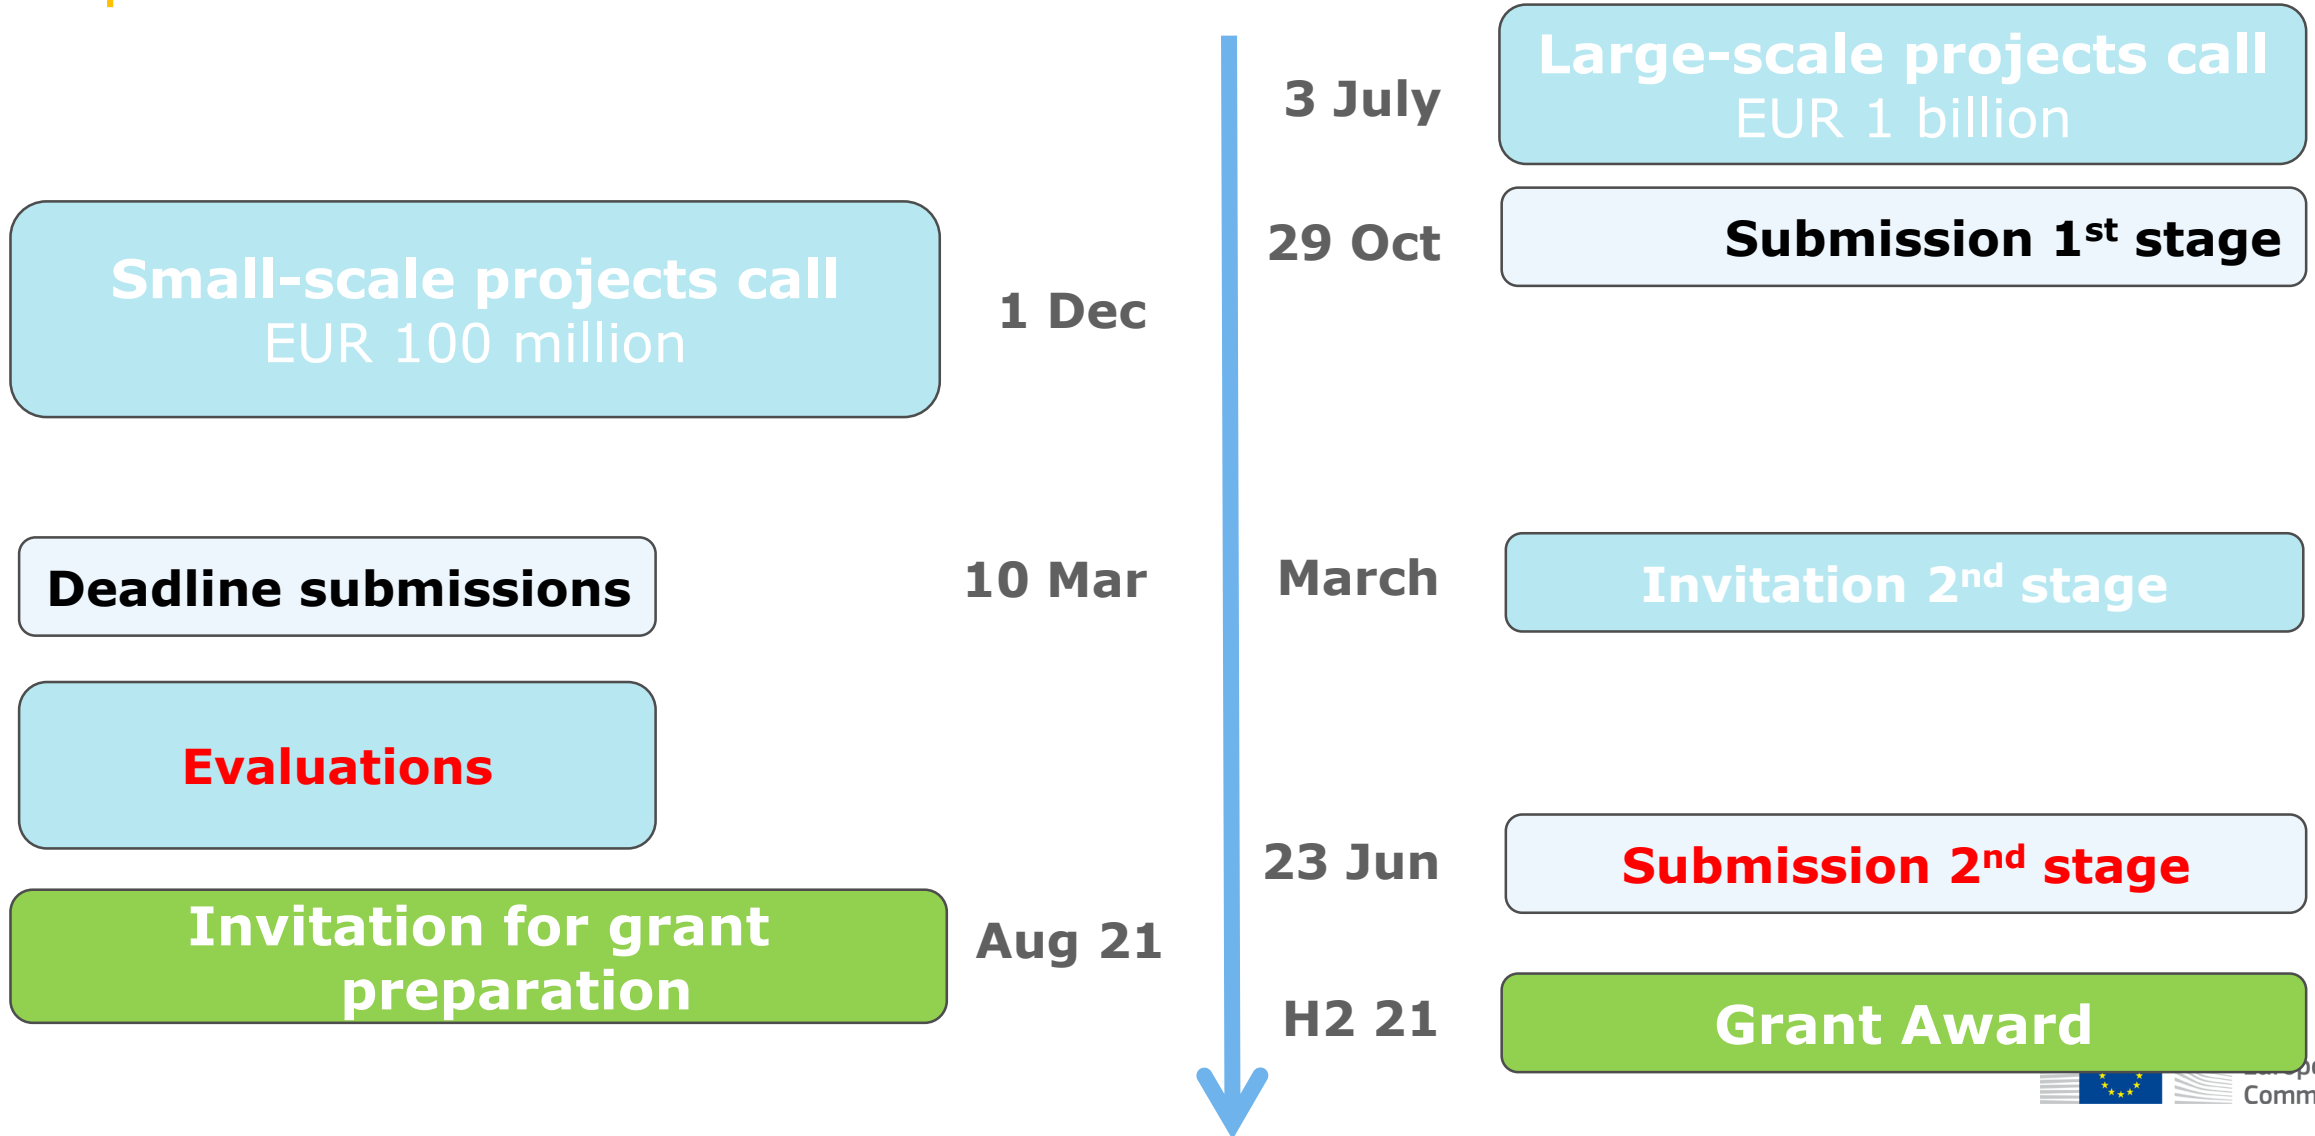 Large-scale projects call
3 July
EUR 1 billion
29 Oct
Submission 1st stage
Small-scale projects call
1 Dec
EUR 100 million
Deadline submissions
10 Mar
March
Invitation 2nd stage
Evaluations
23 Jun
Submission 2nd stage
Invitation for grant
preparation
Aug 21
H2 21
Grant Award
Comm